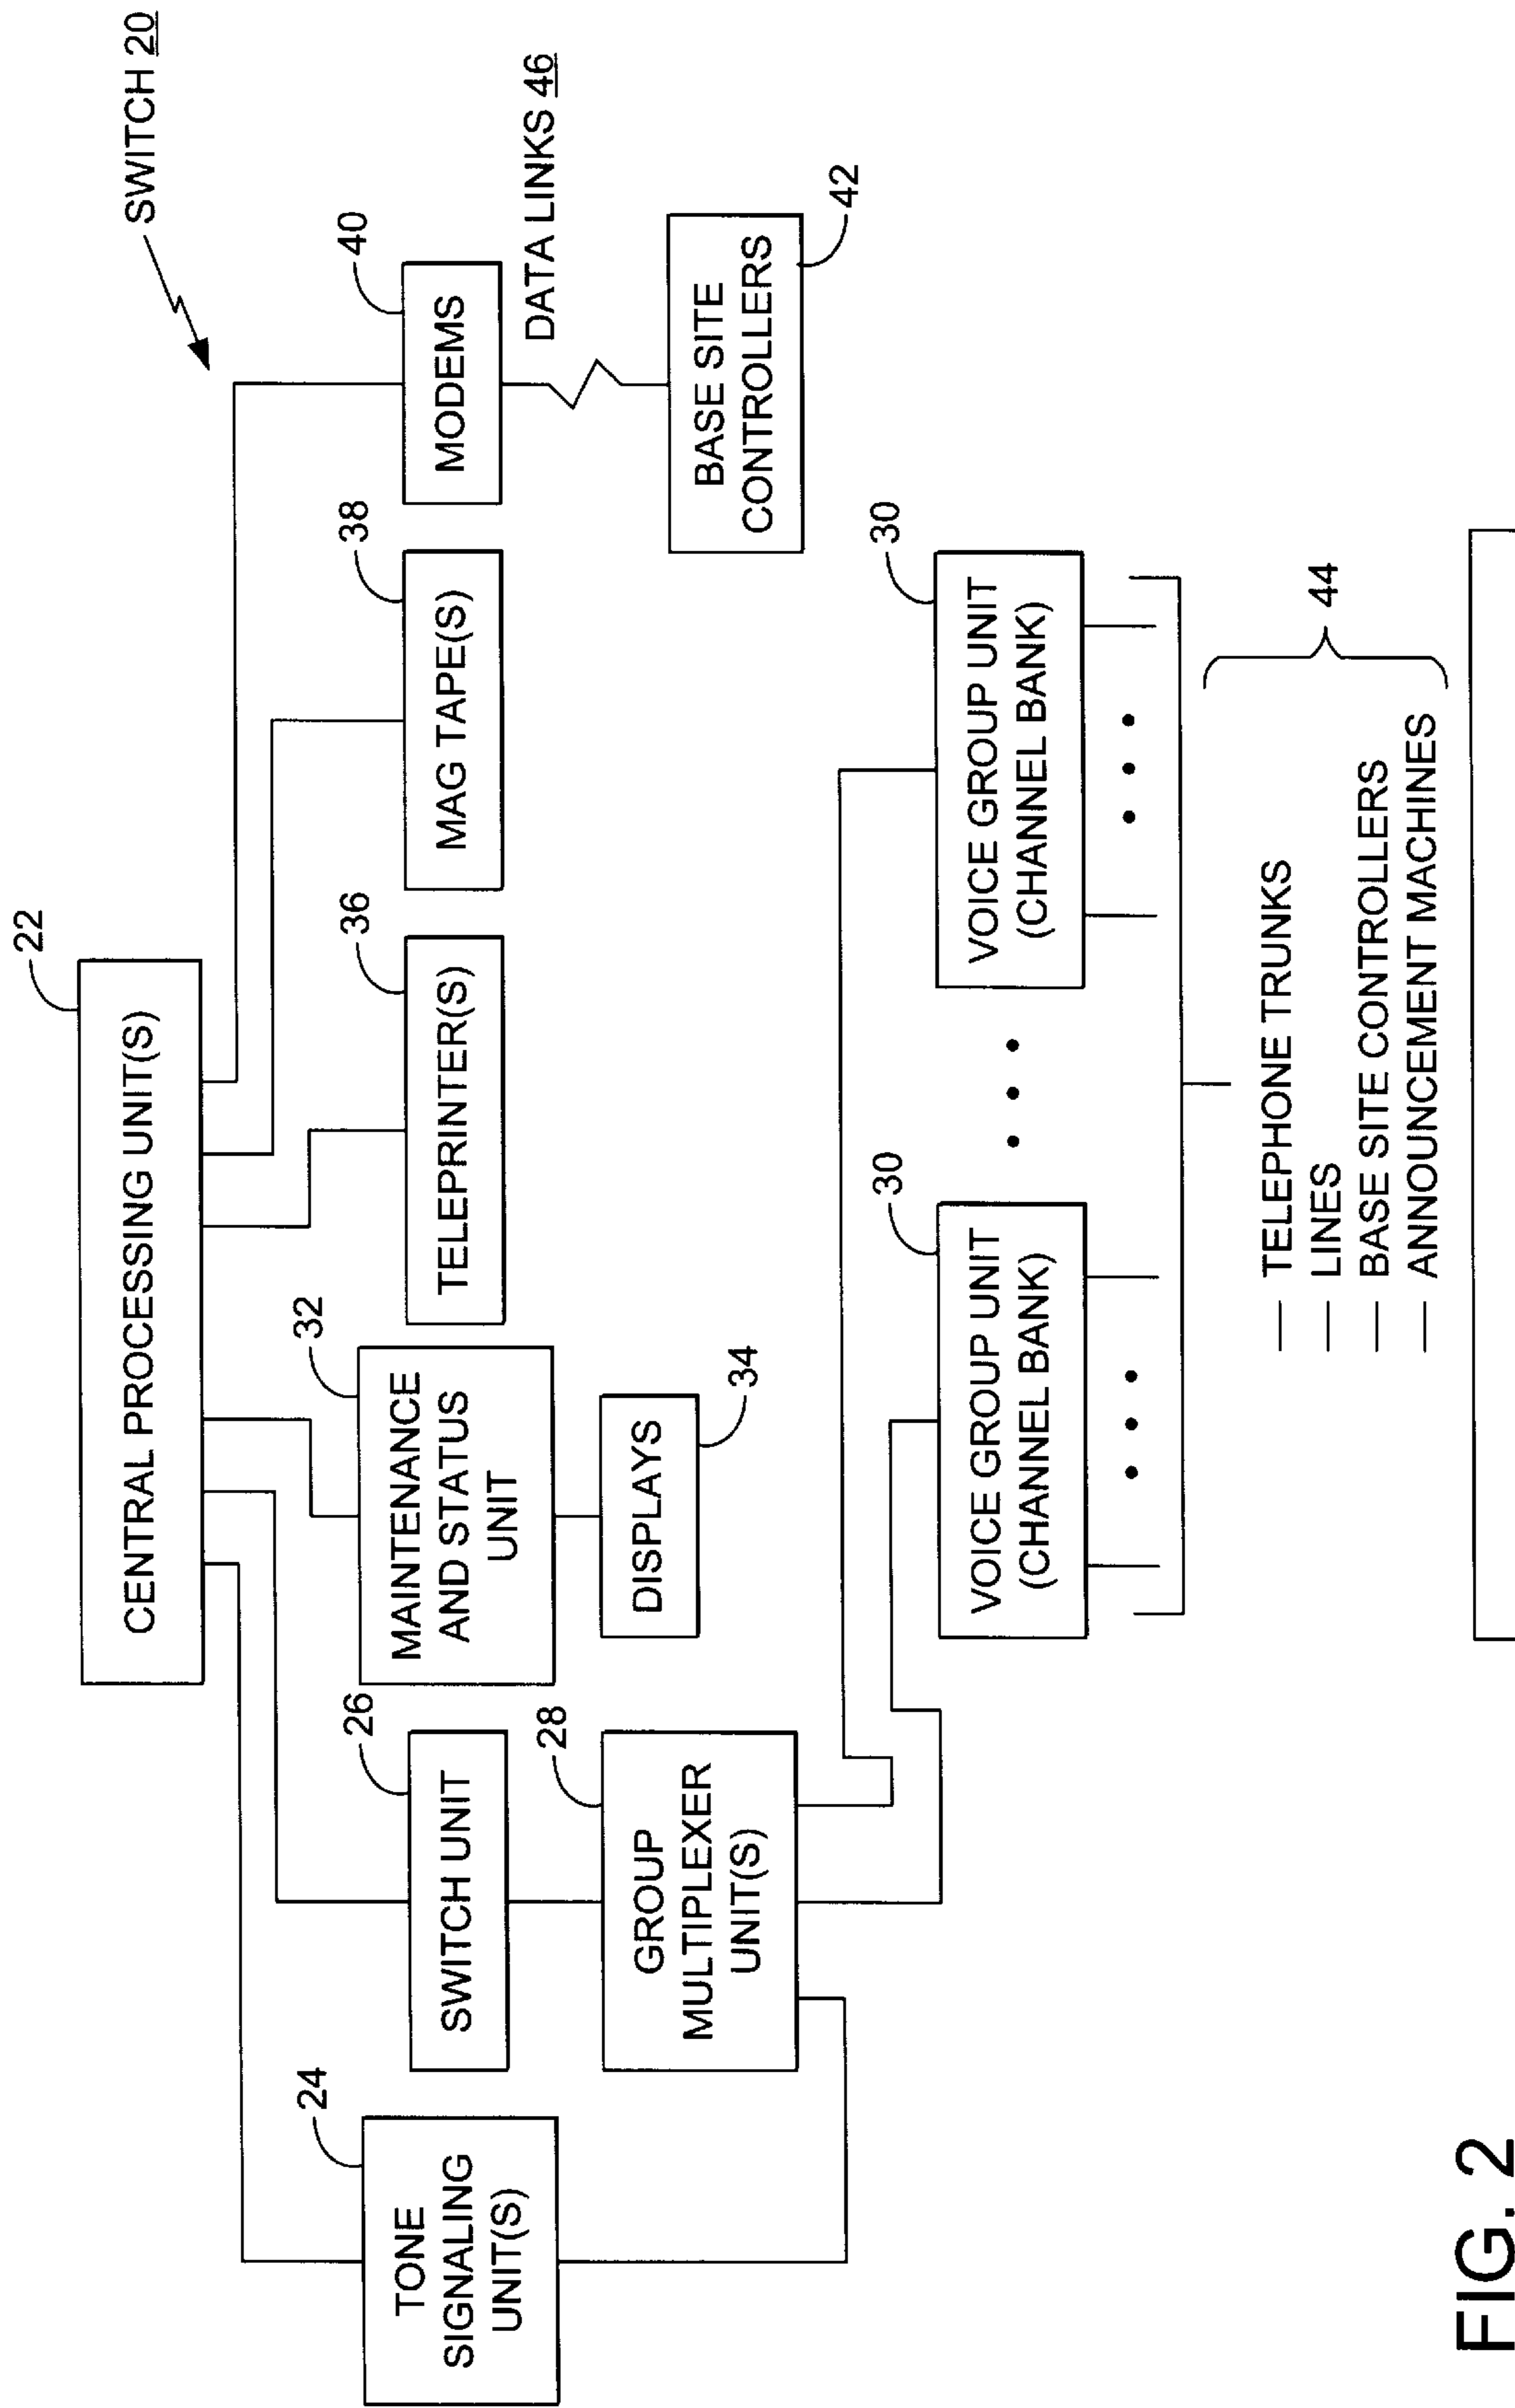 SWITCH 20
22
CENTRAL PROCESSING UNIT(S)
24
TONE
SIGNALING
UNIT(S)
26
SWITCH UNIT
32
MAINTENANCE
AND STATUS
UNIT
36
TELEPRINTER(S)
38
MAG TAPE(S)
40
MODEMS
DATA LINKS 46
28
GROUP
MULTIPLEXER
UNIT(S)
DISPLAYS
34
BASE SITE
CONTROLLERS
42
30
VOICE GROUP UNIT
(CHANNEL BANK)
30
VOICE GROUP UNIT
(CHANNEL BANK)
— TELEPHONE TRUNKS
— LINES
— BASE SITE CONTROLLERS
— ANNOUNCEMENT MACHINES
44
FIG. 2